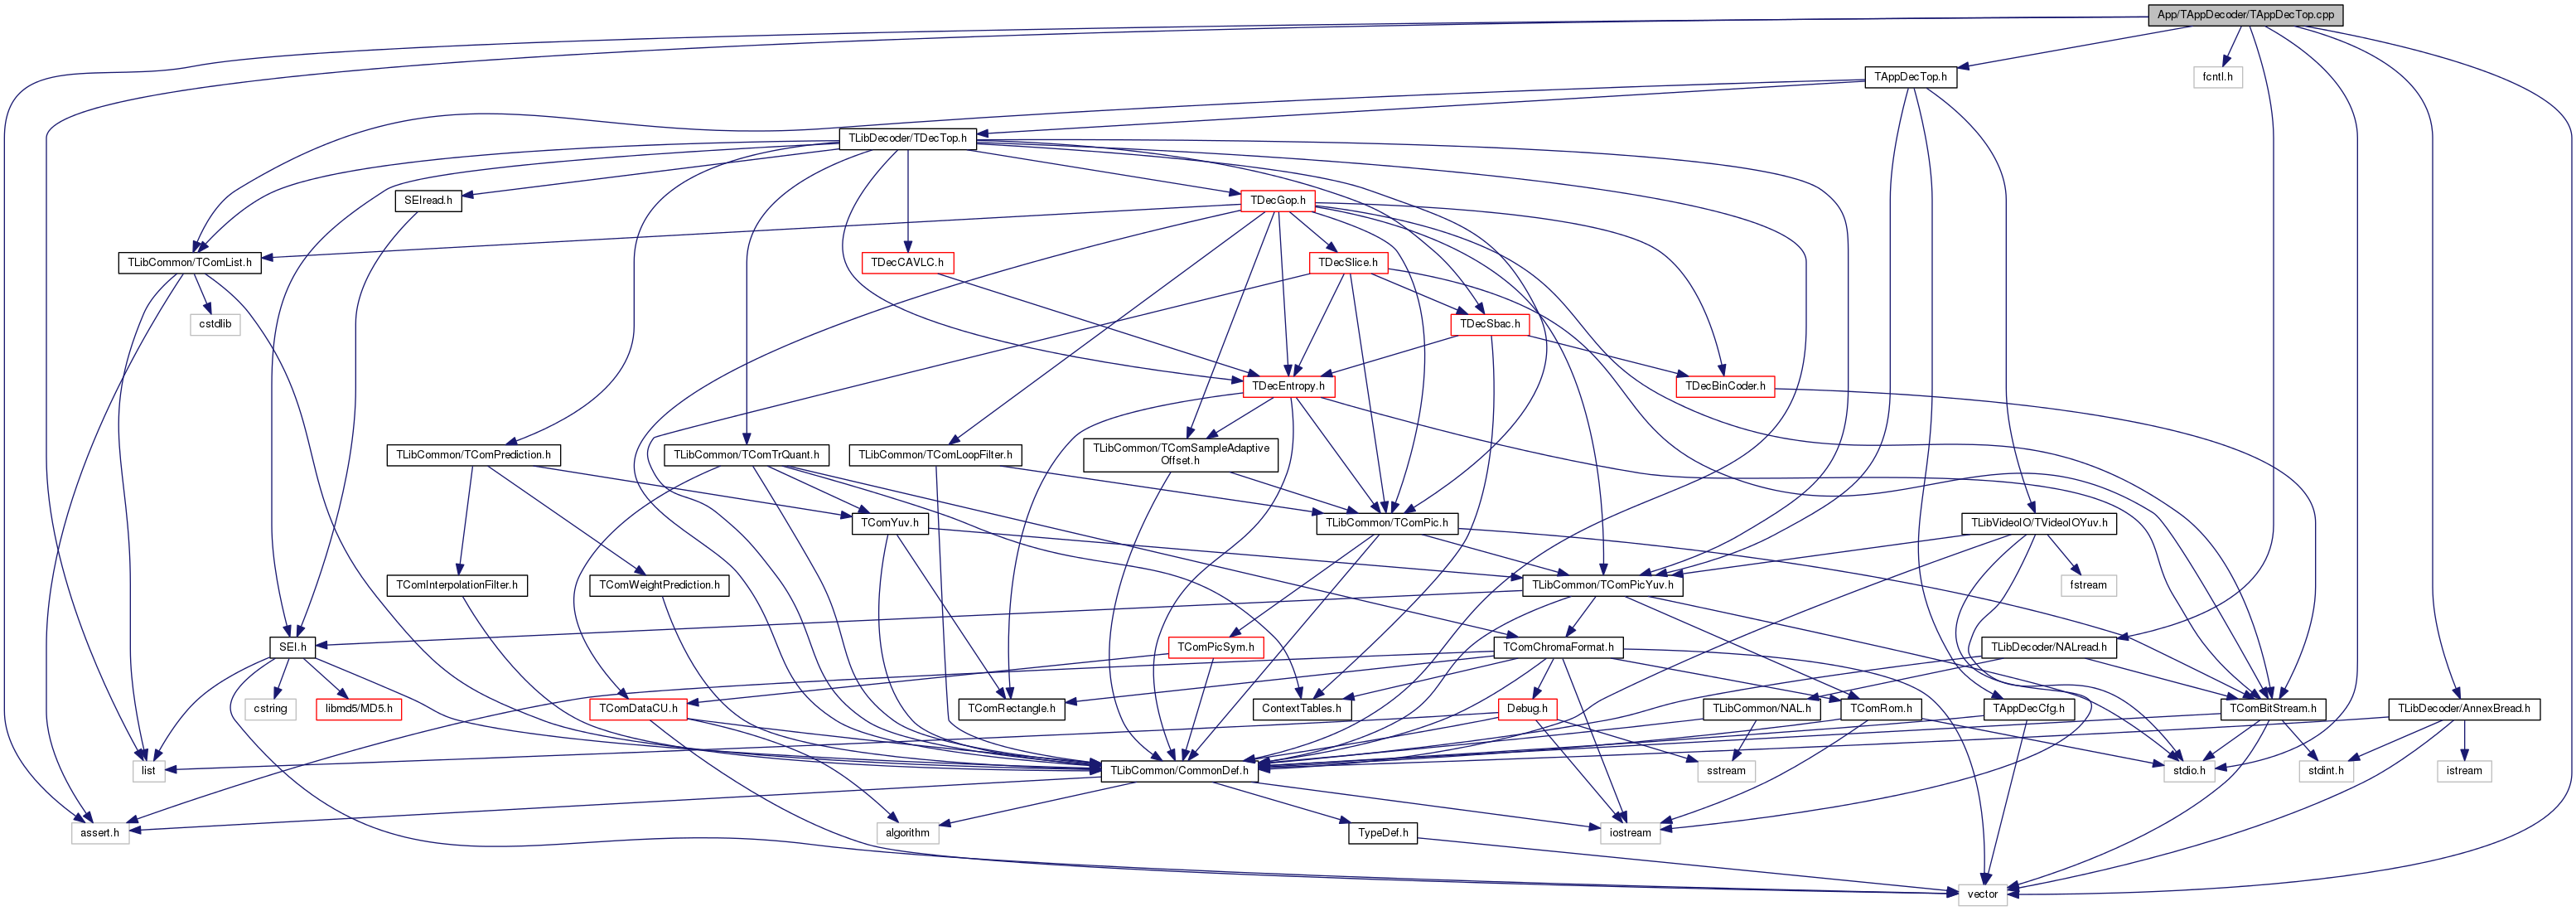 App/TAppDecoder/TAppDecTop.cpp
TAppDecTop.h
fcntl.h
TLibDecoder/TDecTop.h
SEIread.h
TDecGop.h
TLibCommon/TComList.h
TDecCAVLC.h
TDecSlice.h
cstdlib
TDecSbac.h
TDecEntropy.h
TDecBinCoder.h
TLibCommon/TComPrediction.h
TLibCommon/TComTrQuant.h
TLibCommon/TComLoopFilter.h
TLibCommon/TComSampleAdaptive
Offset.h
TComYuv.h
TLibCommon/TComPic.h
TLibVideoIO/TVideoIOYuv.h
TComInterpolationFilter.h
TComWeightPrediction.h
TLibCommon/TComPicYuv.h
fstream
SEI.h
TComPicSym.h
TComChromaFormat.h
TLibDecoder/NALread.h
cstring
libmd5/MD5.h
TComDataCU.h
TComRectangle.h
ContextTables.h
Debug.h
TLibCommon/NAL.h
TComRom.h
TAppDecCfg.h
TComBitStream.h
TLibDecoder/AnnexBread.h
list
TLibCommon/CommonDef.h
sstream
stdio.h
stdint.h
istream
assert.h
algorithm
TypeDef.h
iostream
vector